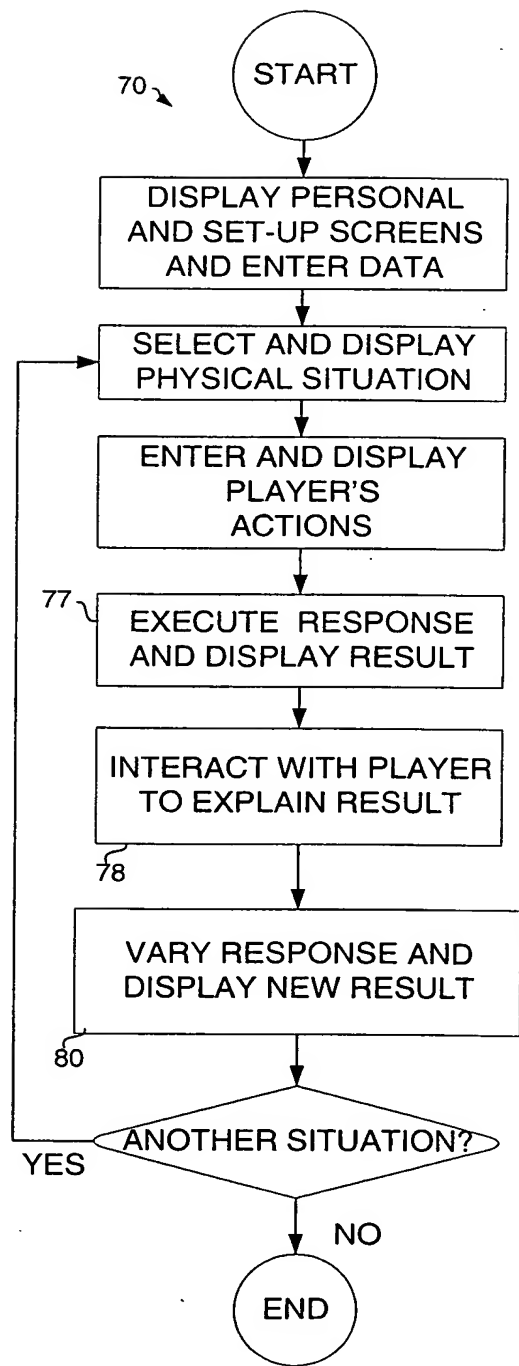 START
70
DISPLAY PERSONAL
AND SET-UP SCREENS
AND ENTER DATA
SELECT AND DISPLAY
PHYSICAL SITUATION
ENTER AND DISPLAY
PLAYER'S
ACTIONS
77
EXECUTE RESPONSE
AND DISPLAY RESULT
INTERACT WITH PLAYER
TO EXPLAIN RESULT
78
VARY RESPONSE AND
DISPLAY NEW RESULT
80
ANOTHER SITUATION?
YES
NO
END